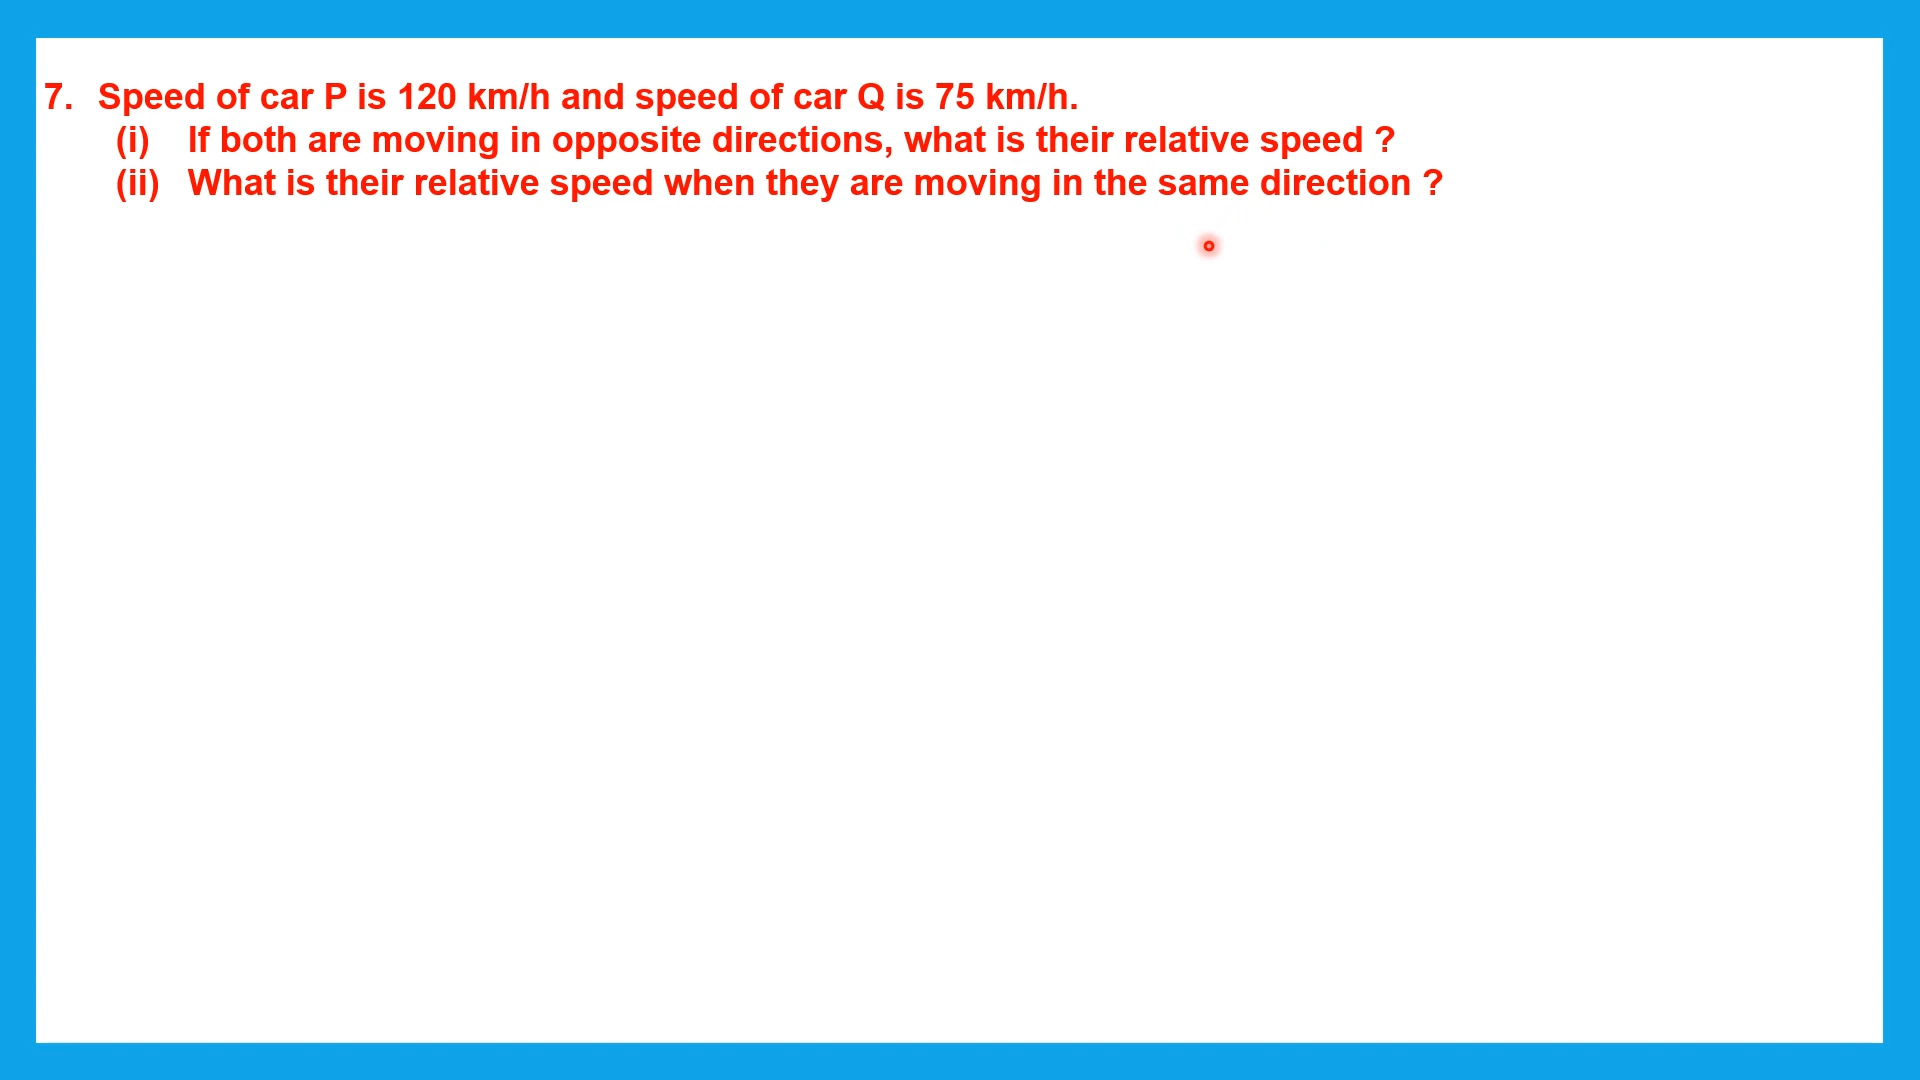 7. Speed of car P is 120 km/h and speed of car Q is 75 km/h.
(i) If both are moving in opposite directions, what is their relative speed ?
(ii) What is their relative speed when they are moving in the same direction ?